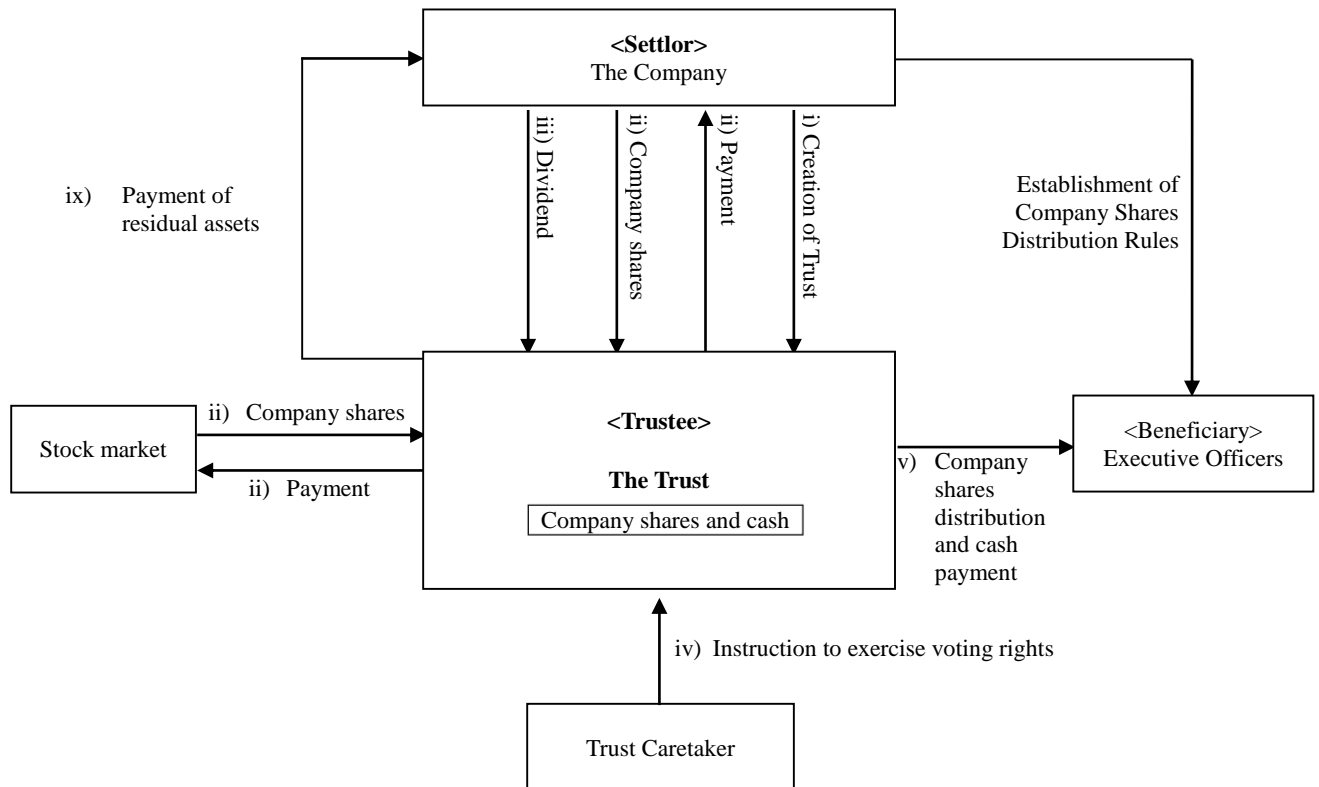 <Settlor>
The Company
iii) Dividend
ii) Company shares
ii) Payment
i) Creation of Trust
ix) Payment of
residual assets
Establishment of
Company Shares
Distribution Rules
Stock market
ii) Company shares
ii) Payment
<Trustee>
The Trust
Company shares and cash
v) Company
shares
distribution
and cash
payment
<Beneficiary>
Executive Officers
iv) Instruction to exercise voting rights
Trust Caretaker